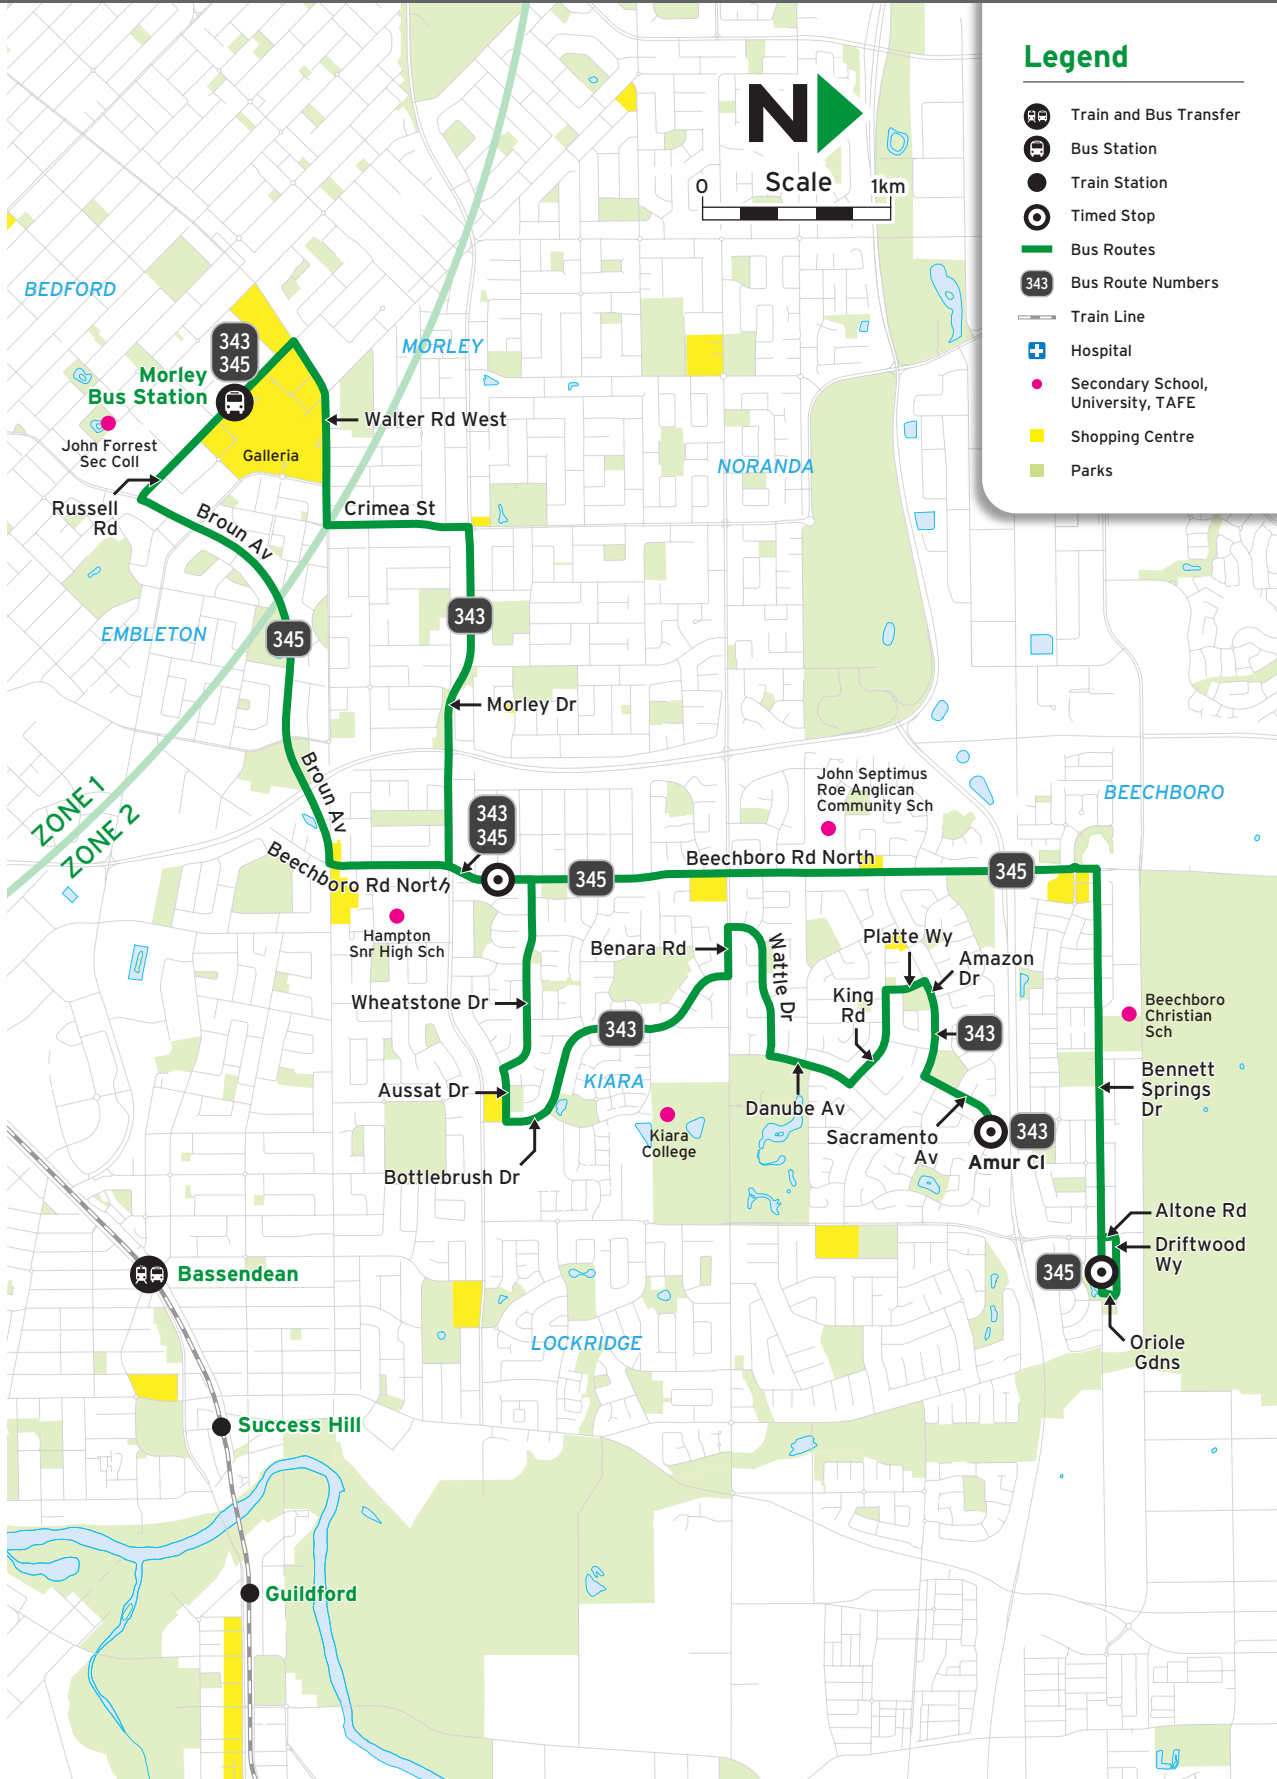 Legend
Train and Bus Transfer
Bus Station
Train Station
Timed Stop
Bus Routes
343
Bus Route Numbers
Train Line
Hospital
Secondary School,
University, TAFE
Shopping Centre
Parks
N
Scale
0
1km
BEDFORD
343
345
Morley
Bus Station
MORLEY
John Forrest
Sec Coll
Walter Rd West
Galleria
NORANDA
Russell
Rd
Broun Av
Crimea St
EMBLETON
345
343
Morley Dr
Broun Av
ZONE 1
ZONE 2
John Septimus
Roe Anglican
Community Sch
BEECHBORO
343
345
Beechboro Rd North
Beechboro Rd North
345
345
Hampton
Snr High Sch
Benara Rd
Wattle Dr
Platte Wy
Amazon
Dr
King
Rd
Wheatstone Dr
343
343
Beechboro
Christian
Sch
KIARA
Aussat Dr
Bennett
Springs
Dr
Danube Av
Kiara
College
Sacramento
Av
343
Amur Cl
Bottlebrush Dr
Altone Rd
Driftwood
Wy
345
Bassendean
LOCKRIDGE
Oriole
Gdns
Success Hill
Guildford